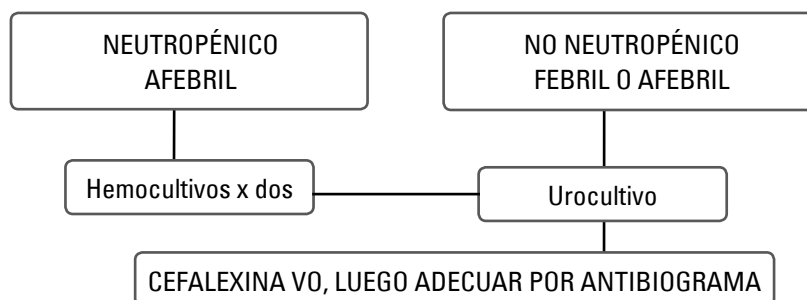 NEUTROPÉNICO
AFEBRIL
NO NEUTROPÉNICO
FEBRIL O AFEBRIL
Hemocultivos x dos
Urocultivo
CEFALEXINA VO, LUEGO ADECUAR POR ANTIBIOGRAMA